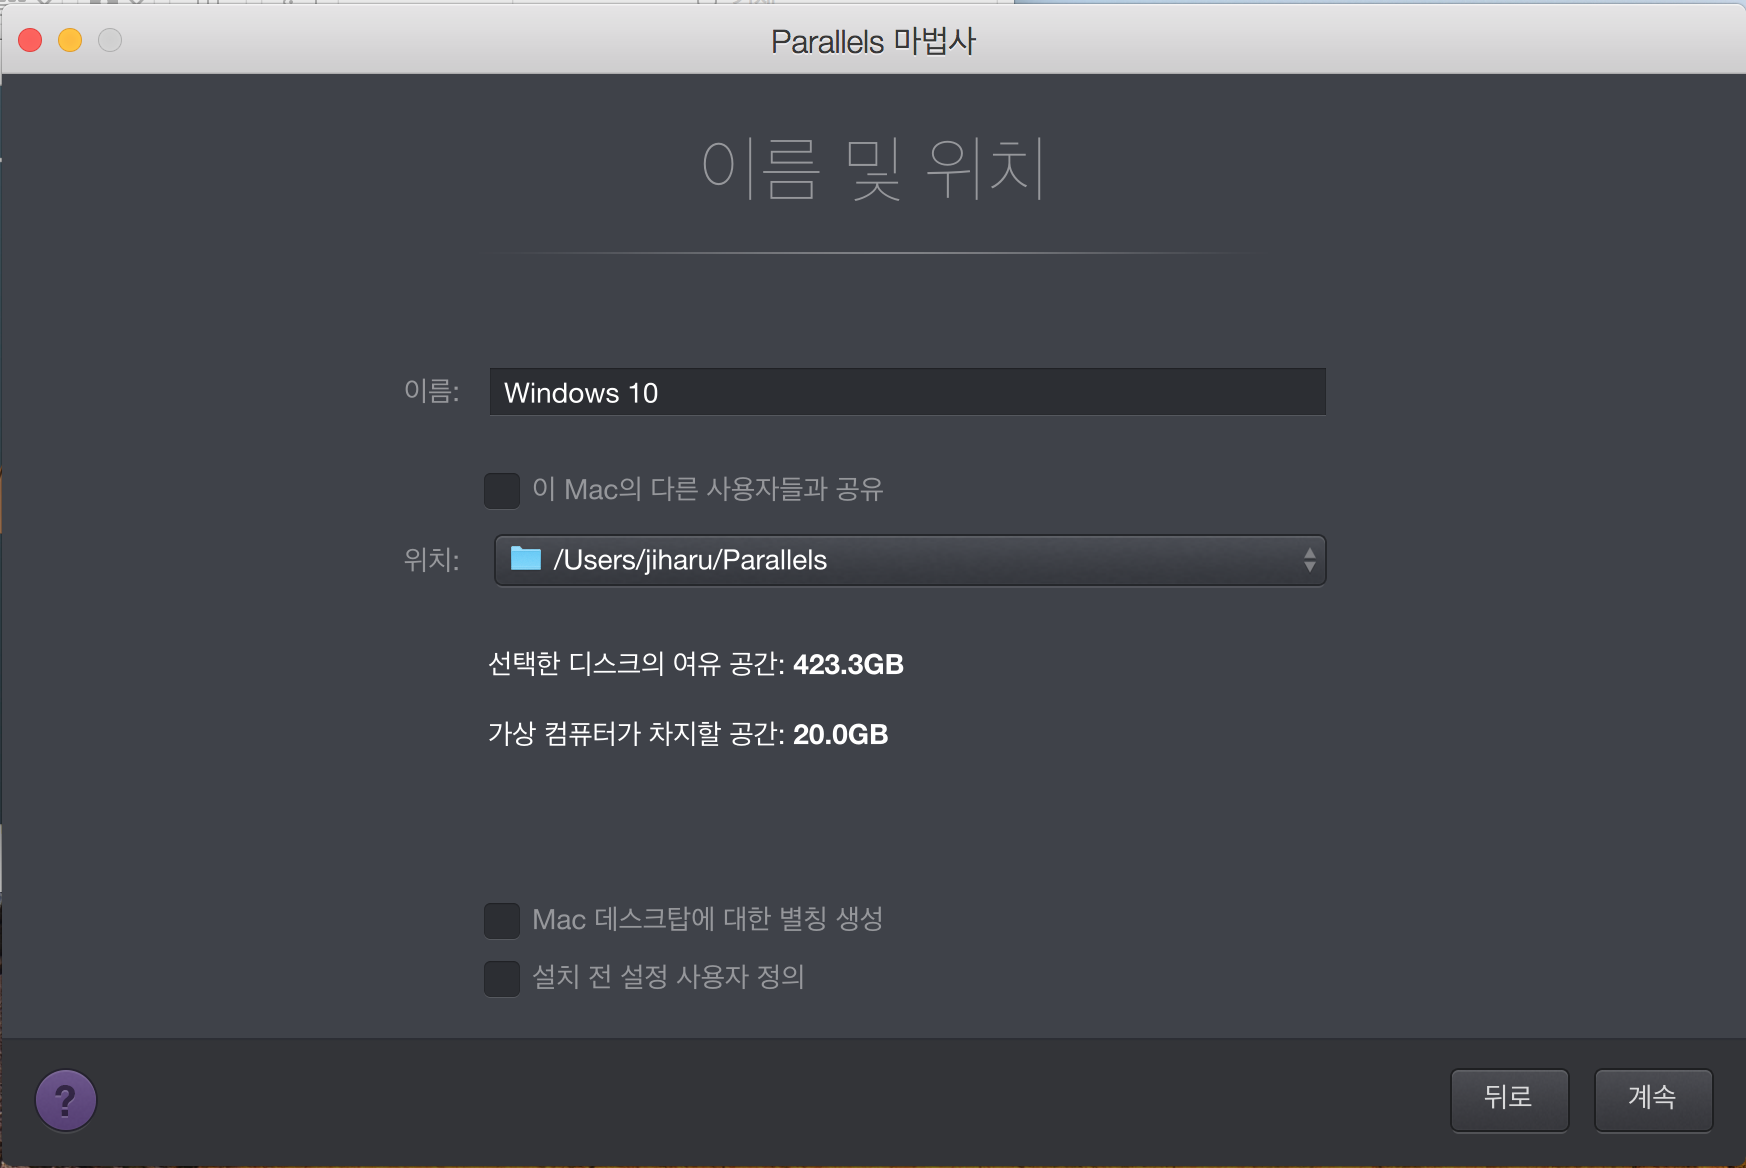 Parallels 마법사
이름 및 위치
이름: Windows 10
이 Mac의 다른 사용자들과 공유
위치: /Users/jiharu/Parallels
선택한 디스크의 여유 공간: 423.3GB
가상 컴퓨터가 차지할 공간: 20.0GB
Mac 데스크탑에 대한 별칭 생성
설치 전 설정 사용자 정의
? 뒤로 계속